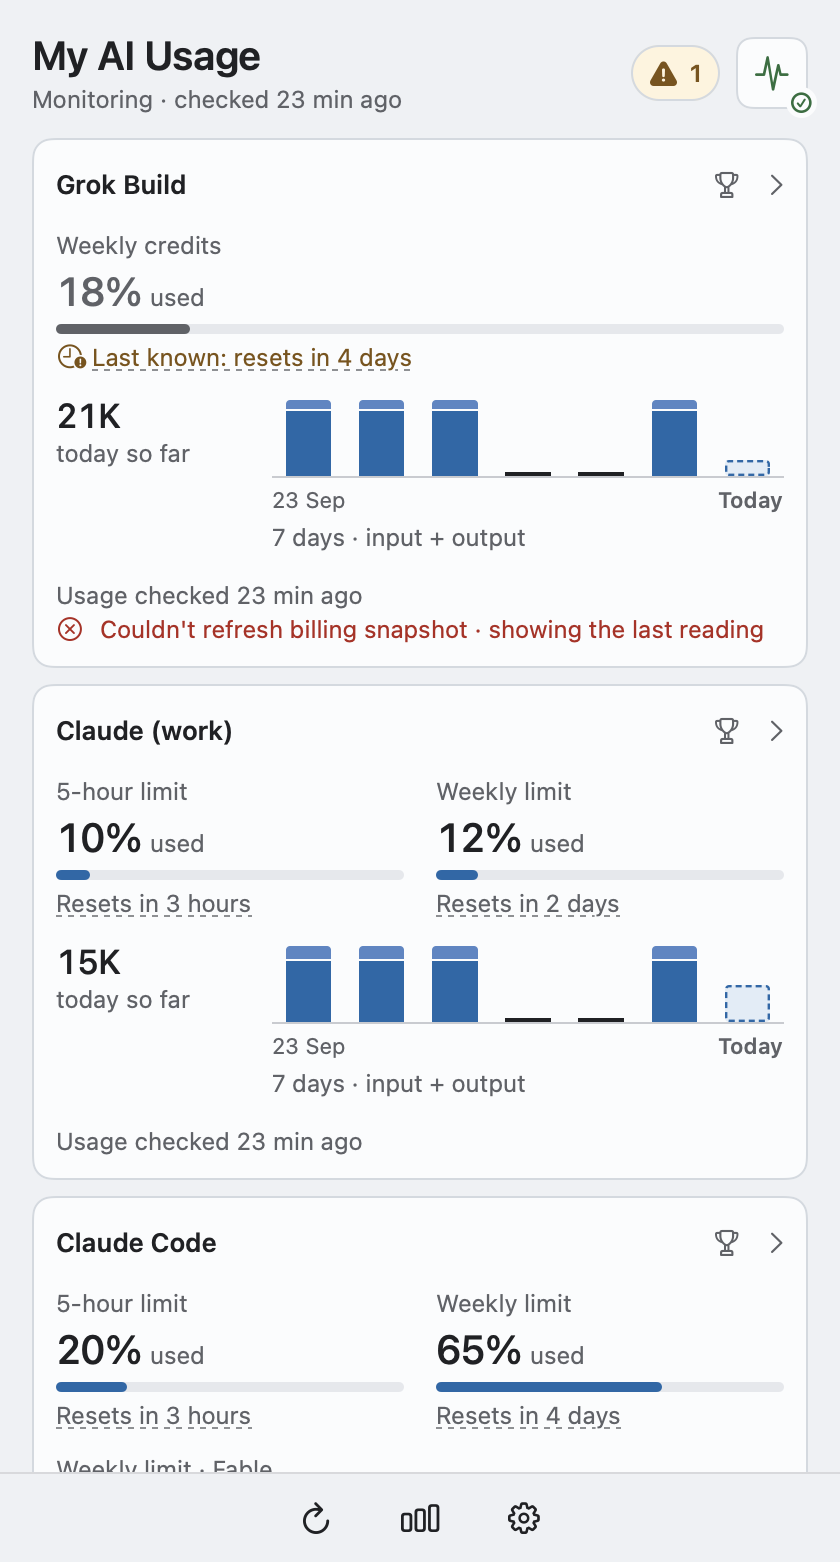 My AI Usage
Monitoring · checked 23 min ago
1
Grok Build
Weekly credits
18% used
Last known: resets in 4 days
21K
today so far
23 Sep
Today
7 days · input + output
Usage checked 23 min ago
Couldn't refresh billing snapshot · showing the last reading
Claude (work)
5-hour limit
Weekly limit
10% used
12% used
Resets in 3 hours
Resets in 2 days
15K
today so far
23 Sep
Today
7 days · input + output
Usage checked 23 min ago
Claude Code
5-hour limit
Weekly limit
20% used
65% used
Resets in 3 hours
Resets in 4 days
Weekly limit · Fable